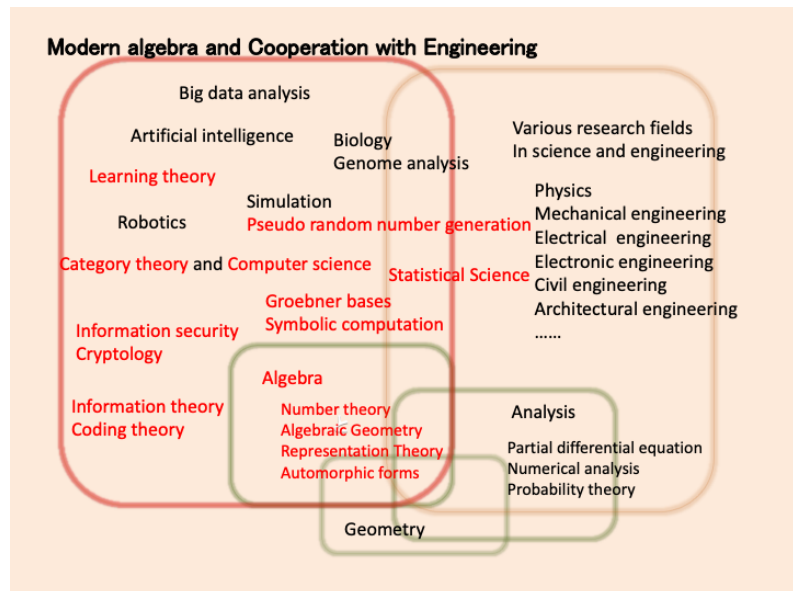 Modern algebra and Cooperation with Engineering
Big data analysis
Artificial intelligence
Biology
Genome analysis
Various research fields
In science and engineering
Learning theory
Simulation
Pseudo random number generation
Robotics
Physics
Mechanical engineering
Electrical engineering
Electronic engineering
Civil engineering
Architectural engineering
......
Category theory and Computer science
Statistical Science
Groebner bases
Symbolic computation
Information security
Cryptology
Information theory
Coding theory
Algebra
Number theory
Algebraic Geometry
Representation Theory
Automorphic forms
Analysis
Partial differential equation
Numerical analysis
Probability theory
Geometry